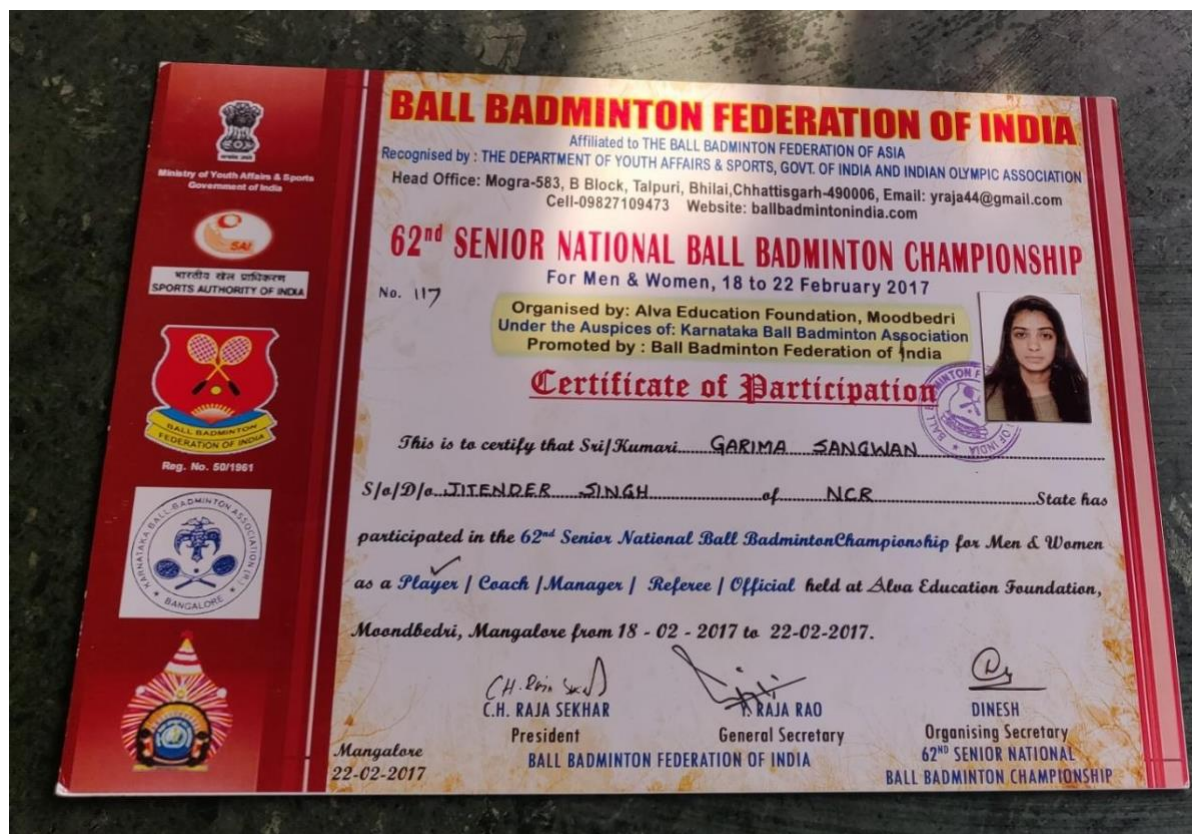 BALL BADMINTON FEDERATION OF INDIA
Affiliated to THE BALL BADMINTON FEDERATION OF ASIA
Recognised by : THE DEPARTMENT OF YOUTH AFFAIRS & SPORTS, GOVT. OF INDIA AND INDIAN OLYMPIC ASSOCIATION
Head Office: Mogra-583, B Block, Talpuri, Bhilai,Chhattisgarh-490006, Email: yraja44@gmail.com
Cell-09827109473 Website: ballbadmintonindia.com
62nd SENIOR NATIONAL BALL BADMINTON CHAMPIONSHIP
For Men & Women, 18 to 22 February 2017
No. 117
Organised by: Alva Education Foundation, Moodbedri
Under the Auspices of: Karnataka Ball Badminton Association
Promoted by : Ball Badminton Federation of India
Certificate of Participation
This is to certify that Sri/Kumari GARIMA SANGWAN
S/o/D/o JITENDER SINGH of NCR State has
participated in the 62nd Senior National Ball BadmintonChampionship for Men & Women
as a Player / Coach / Manager / Referee / Official held at Alva Education Foundation,
Moondbedri, Mangalore from 18 - 02 - 2017 to 22-02-2017.
C.H. RAJA SEKHAR
President
RAJA RAO
General Secretary
BALL BADMINTON FEDERATION OF INDIA
DINESH
Organising Secretary
62ND SENIOR NATIONAL
BALL BADMINTON CHAMPIONSHIP
Mangalore
22-02-2017
Ministry of Youth Affairs & Sports
Government of India
SAI
भारतीय खेल प्राधिकरण
SPORTS AUTHORITY OF INDIA
BALL BADMINTON
FEDERATION OF INDIA
Reg. No. 50/1961
KARNATAKA BALL-BADMINTON ASSOCIATION (R.)
BANGALORE